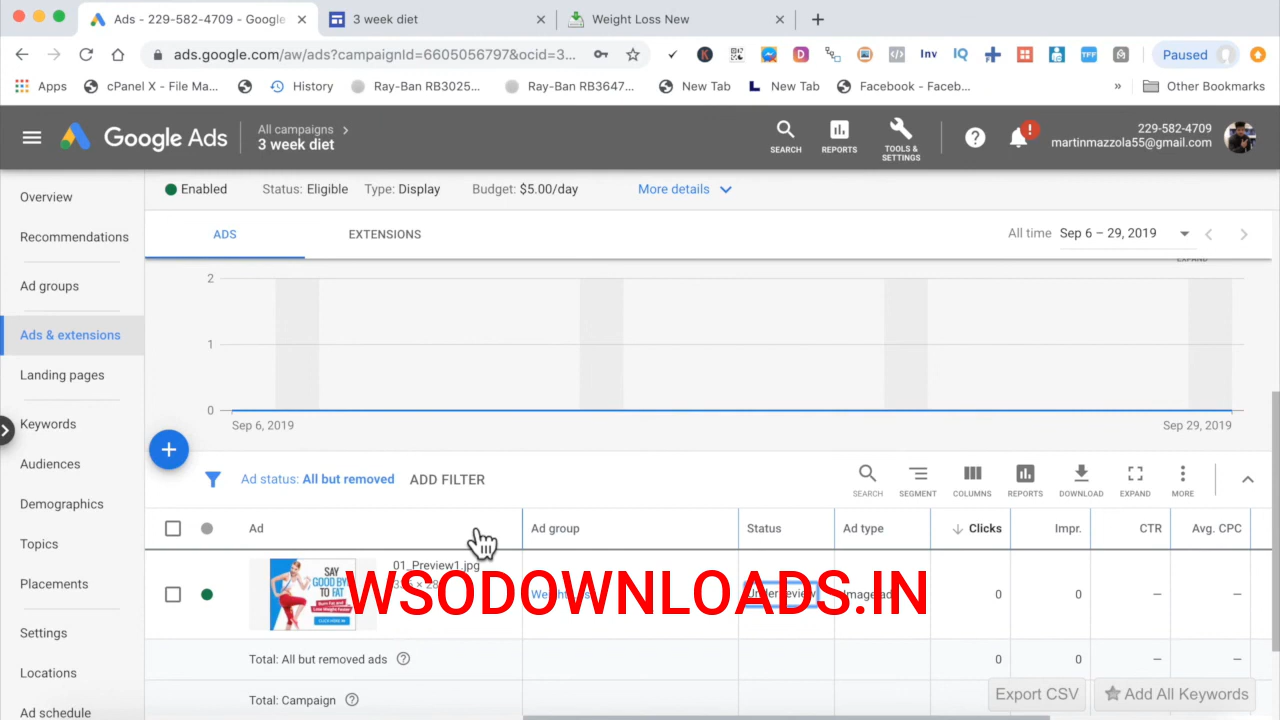 Ads - 229-582-4709 - Google
3 week diet
Weight Loss New
ads.google.com/aw/ads?campaignId=6605056797&ocid=3...
Inv
IQ
TFF
Paused
Apps
cPanel X - File Ma...
History
Ray-Ban RB3025...
Ray-Ban RB3647...
New Tab
New Tab
Facebook - Faceb...
»
Other Bookmarks
Google Ads
All campaigns
3 week diet
SEARCH
REPORTS
TOOLS &
SETTINGS
229-582-4709
martinmazzola55@gmail.com
Enabled
Status: Eligible
Type: Display
Budget: $5.00/day
More details
Overview
Recommendations
Ad groups
Ads & extensions
Landing pages
Keywords
Audiences
Demographics
Topics
Placements
Settings
Locations
Ad schedule
ADS
EXTENSIONS
All time Sep 6 – 29, 2019
EXPAND
2
1
0
Sep 6, 2019
Sep 29, 2019
Ad status: All but removed
ADD FILTER
SEARCH
SEGMENT
COLUMNS
REPORTS
DOWNLOAD
EXPAND
MORE
Ad
Ad group
Status
Ad type
Clicks
Impr.
CTR
Avg. CPC
SAY
GOOD BY
TO FAT
CLICK HERE
01_Preview1.jpg
WSODOWNLOADS.IN
0
0
–
–
Total: All but removed ads
0
0
–
–
Total: Campaign
Export CSV
Add All Keywords